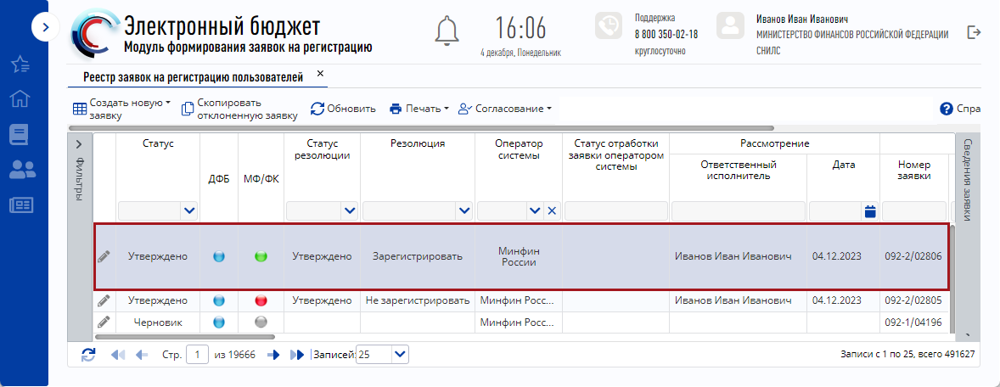 Электронный бюджет
Модуль формирования заявок на регистрацию
16:06
4 декабря, Понедельник
Поддержка
8 800 350-02-18
круглосуточно
Иванов Иван Иванович
МИНИСТЕРСТВО ФИНАНСОВ РОССИЙСКОЙ ФЕДЕРАЦИИ
СНИЛС
Реестр заявок на регистрацию пользователей ×
Создать новую
заявку
Скопировать
отклоненную заявку
Обновить
Печать
Согласование
? Спра
Фильтры
Статус
ДФБ
МФ/ФК
Статус
резолюции
Резолюция
Оператор
системы
Статус отработки
заявки оператором
системы
Рассмотрение
Ответственный
исполнитель
Дата
Номер
заявки
Сведения заявки
Утверждено Утверждено Зарегистрировать Минфин
России Иванов Иван Иванович 04.12.2023 092-2/02806
Утверждено Утверждено Не зарегистрировать Минфин Росс... Иванов Иван Иванович 04.12.2023 092-2/02805
Черновик Минфин Росс... 092-1/04196
Стр. 1 из 19666 Записей: 25 Записи с 1 по 25, всего 491627